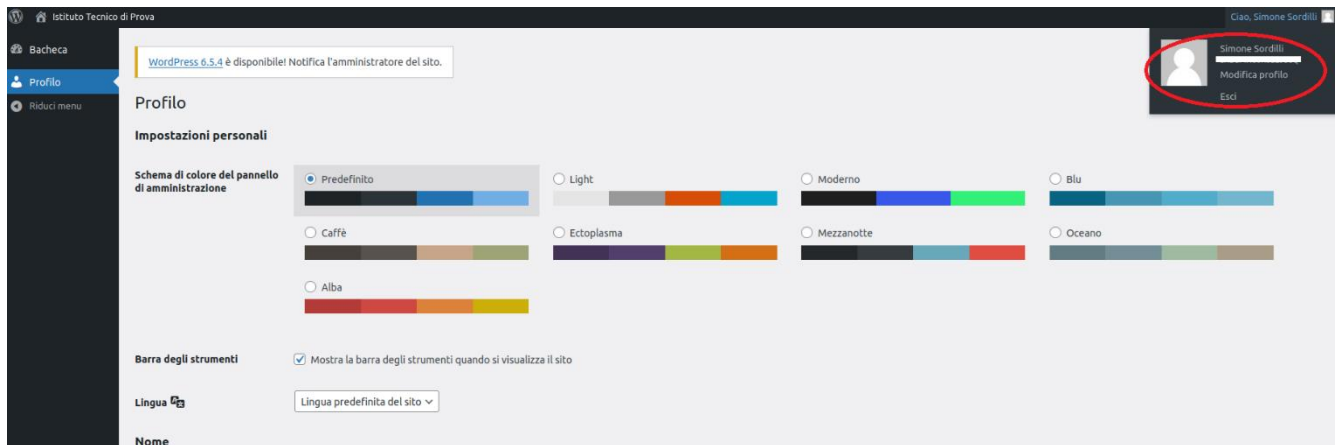 Istituto Tecnico di Prova
Ciao, Simone Sordilli
Bacheca
Profilo
Riduci menu
Simone Sordilli
Modifica profilo
Esci
WordPress 6.5.4 è disponibile! Notifica l'amministratore del sito.
Profilo
Impostazioni personali
Schema di colore del pannello
di amministrazione
Predefinito
Light
Moderno
Blu
Caffè
Ectoplasma
Mezzanotte
Oceano
Alba
Barra degli strumenti
Mostra la barra degli strumenti quando si visualizza il sito
Lingua
Lingua predefinita del sito
Nome